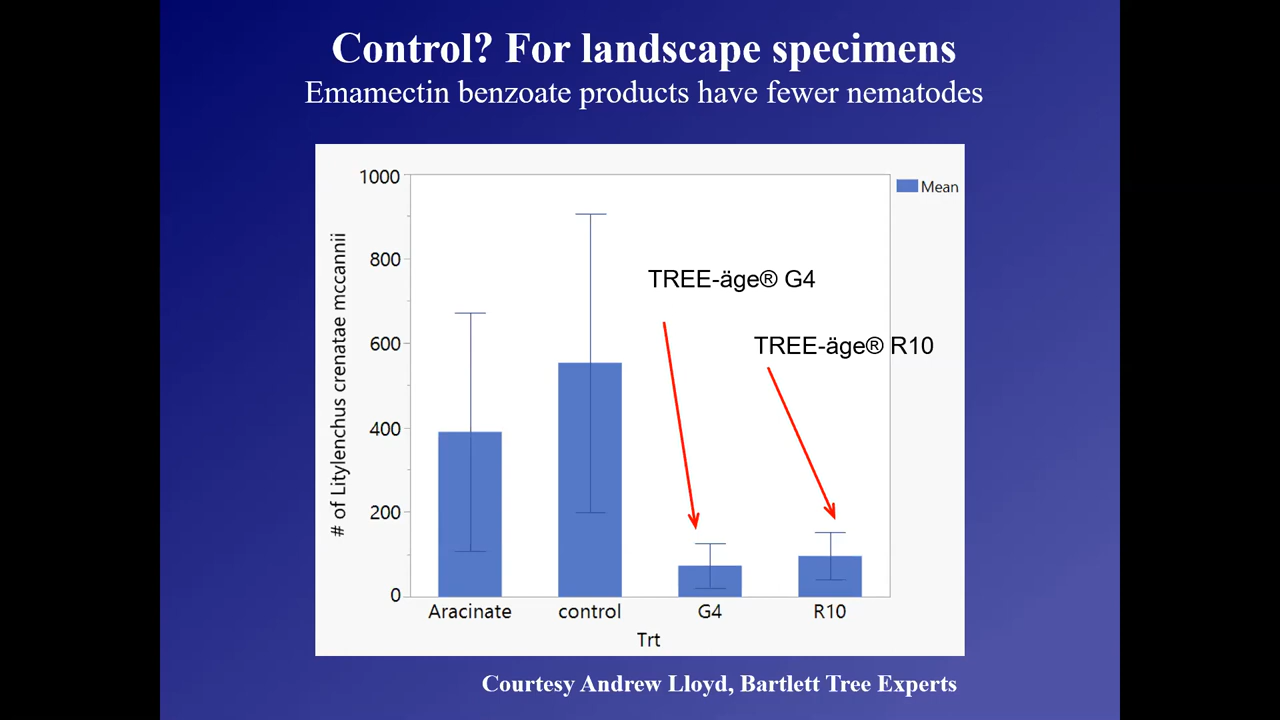 Control? For landscape specimens
Emamectin benzoate products have fewer nematodes
# of Litylenchus crenatae mccannii
1000
800
600
400
200
0
Mean
TREE-äge® G4
TREE-äge® R10
Aracinate
control
G4
R10
Trt
Courtesy Andrew Lloyd, Bartlett Tree Experts